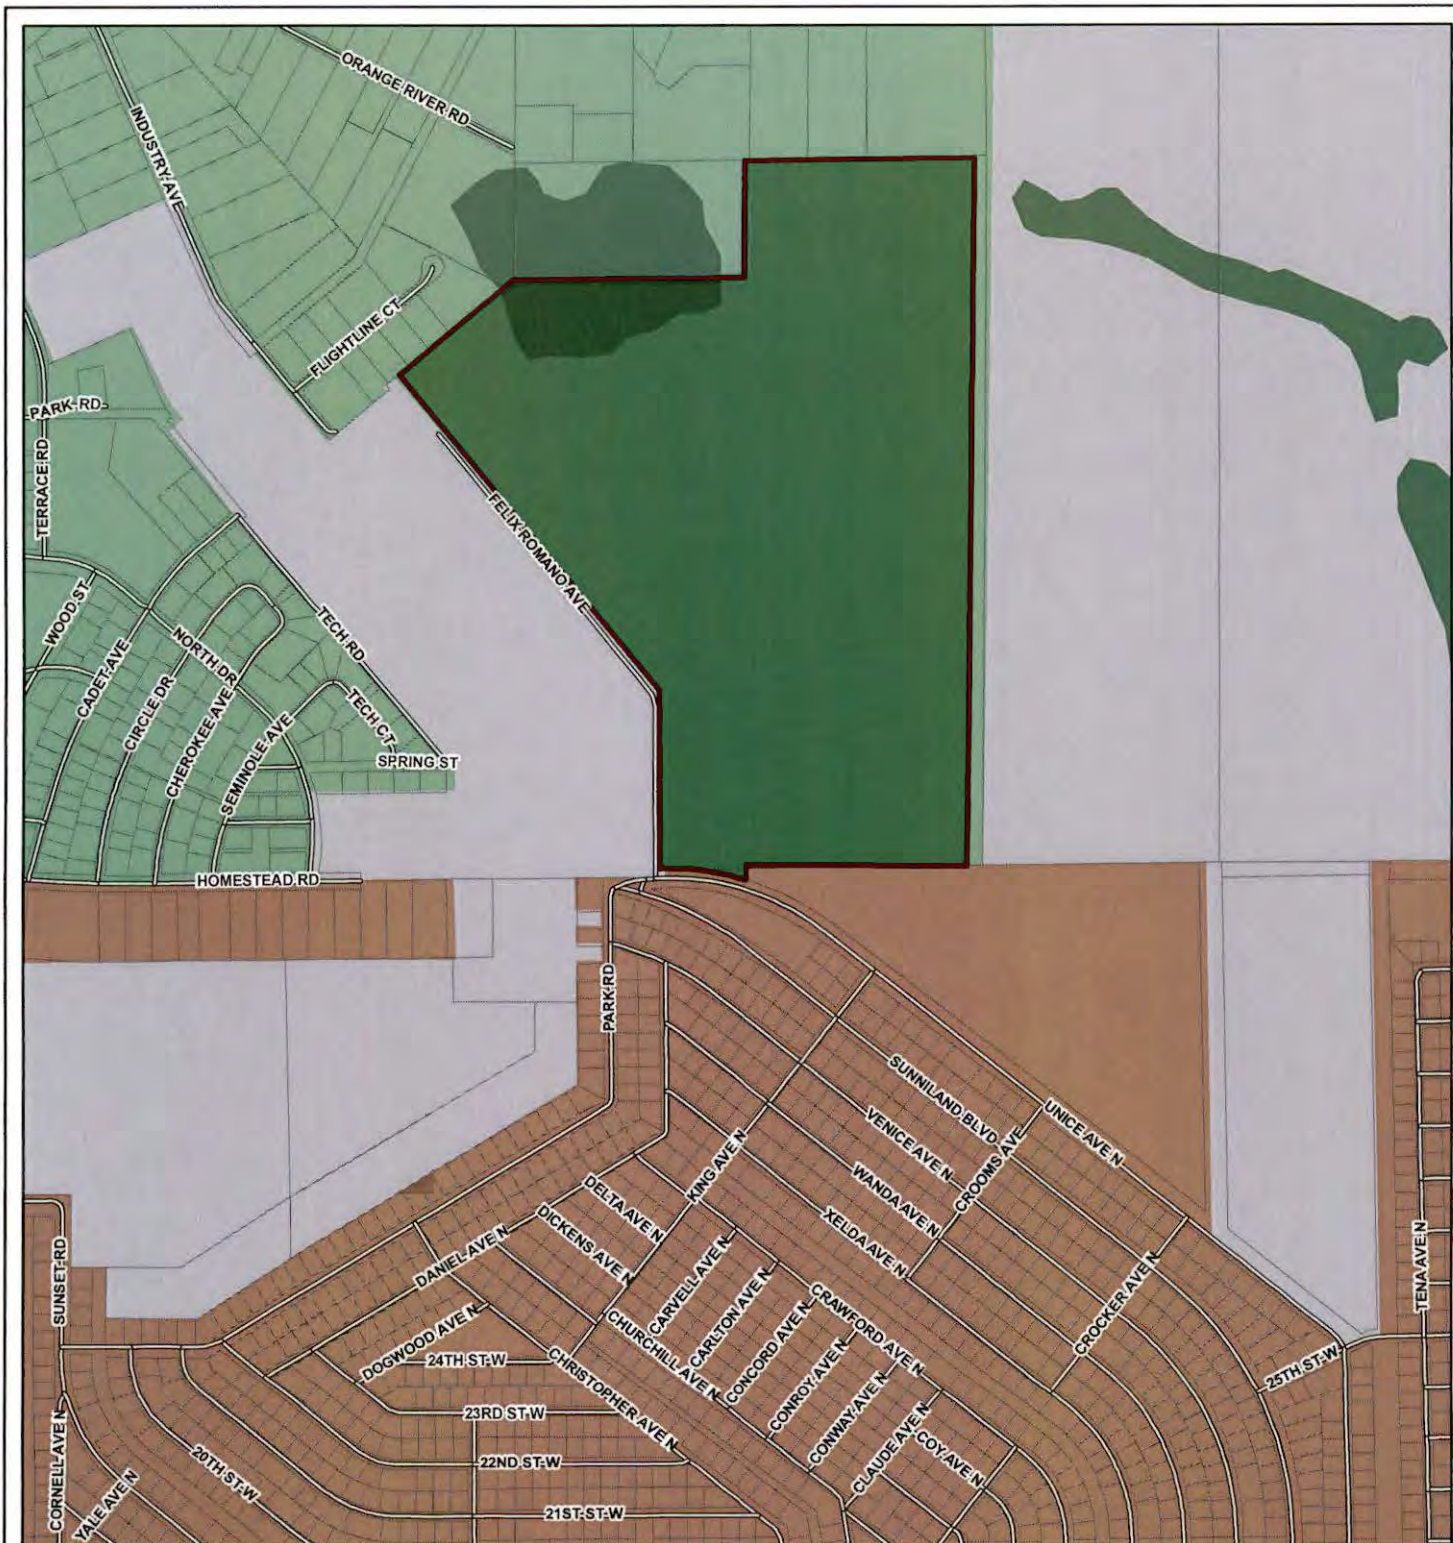 ORANGE RIVER RD
INDUSTRY AVE
FLIGHTLINE CT
PARK RD
TERRACE RD
FELIX ROMANO AVE
WOOD ST
CADET AVE
NORTH DR
CIRCLE DR
CHEROKEE AVE
SEMINOLE AVE
TECH RD
TECH CT
SPRING ST
HOMESTEAD RD
PARK RD
SUNNILAND BLVD
UNICE AVE N
VENICE AVE N
CROOMS AVE
WANDA AVE N
KING AVE N
DELTA AVE N
XELDA AVE N
DICKENS AVE N
DANIEL AVE N
SUNSET RD
TENA AVE N
CARVELL AVE N
CARLTON AVE N
CRAWFORD AVE N
CROCKER AVE N
CONCORD AVE N
CHURCHILL AVE N
DOGWOOD AVE N
24TH ST W
CHRISTOPHER AVE N
CONROY AVE N
CONWAY AVE N
25TH ST W
23RD ST W
CLAUDE AVE N
COY AVE N
CORNELL AVE N
20TH ST W
22ND ST W
YALE AVE N
21ST ST W